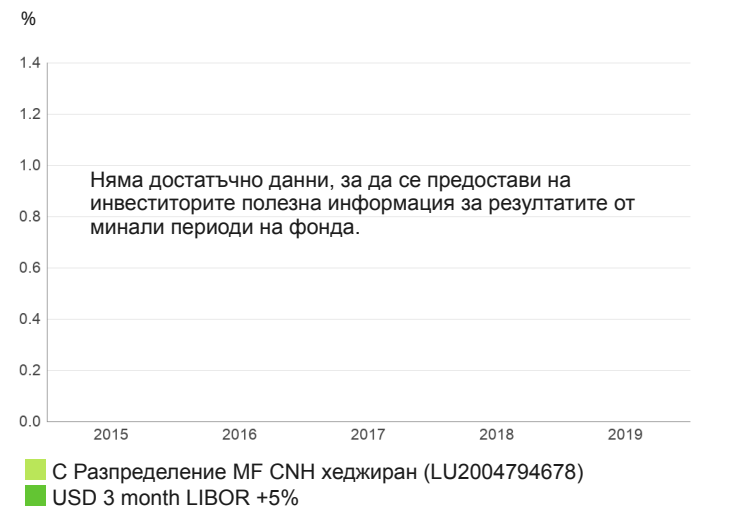 %
1.4
1.2
1.0
Няма достатъчно данни, за да се предостави на
инвеститорите полезна информация за резултатите от
минали периоди на фонда.
0.8
0.6
0.4
0.2
0.0
2015 2016 2017 2018 2019
C Разпределение MF CNH хеджиран (LU2004794678)
USD 3 month LIBOR +5%